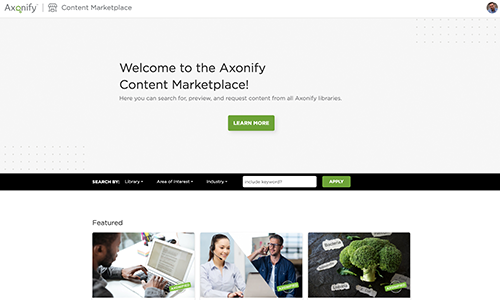 Axonify Content Marketplace
Welcome to the Axonify
Content Marketplace!
Here you can search for, preview, and request content from all Axonify libraries.
LEARN MORE
SEARCH BY: Library Area of Interest Industry Include keyword? APPLY
Featured